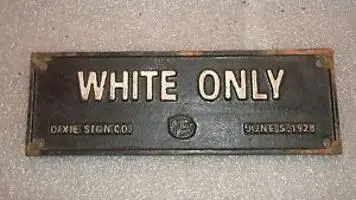 WHITE ONLY
DIXIE SIGN CO. JUNE 5, 1928